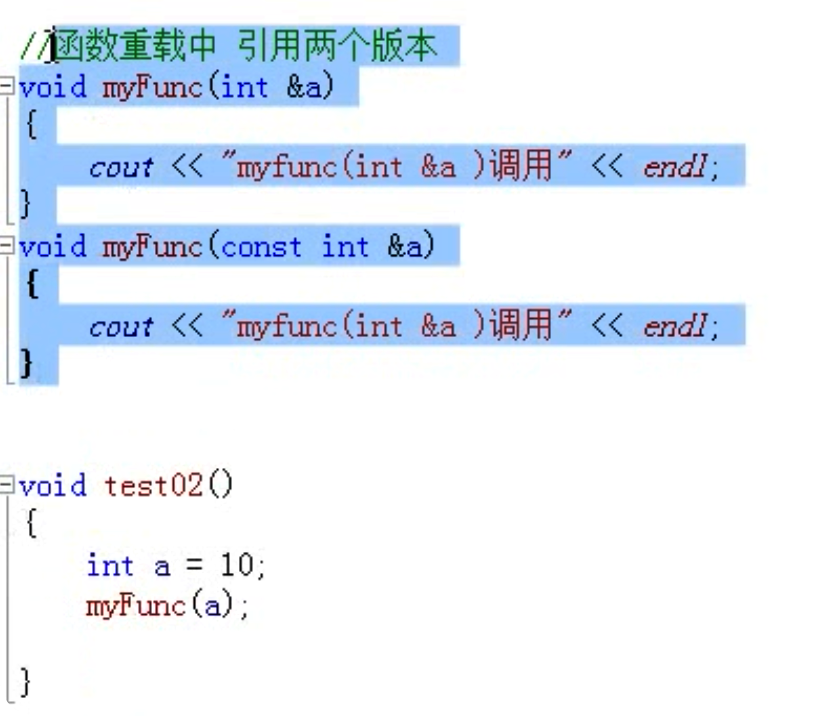 //函数重载中 引用两个版本
void myFunc(int &a)
{
    cout << "myfunc(int &a )调用" << endl;
}
void myFunc(const int &a)
{
    cout << "myfunc(int &a )调用" << endl;
}
void test02()
{
    int a = 10;
    myFunc(a);
}